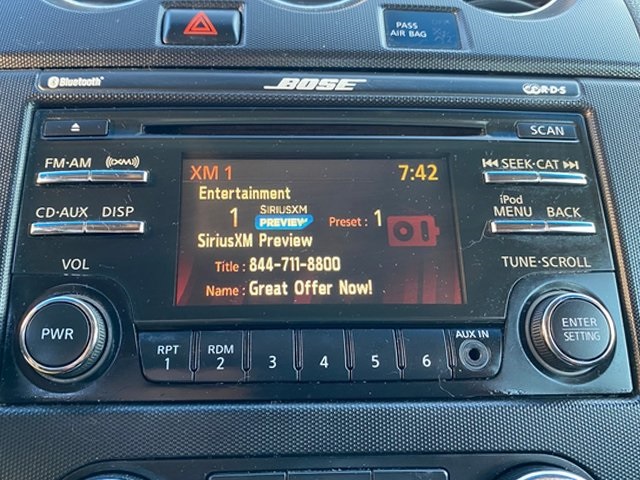 PASS
AIR BAG
Bluetooth®
BOSE
C·R·D·S
SCAN
FM·AM
((XM))
SEEK·CAT
CD·AUX
DISP
iPod
MENU
BACK
XM 1
7:42
Entertainment
1
SIRIUSXM
PREVIEW
Preset : 1
SiriusXM Preview
Title : 844-711-8800
Name : Great Offer Now!
VOL
TUNE·SCROLL
PWR
ENTER
SETTING
RPT
1
RDM
2
3
4
5
6
AUX IN